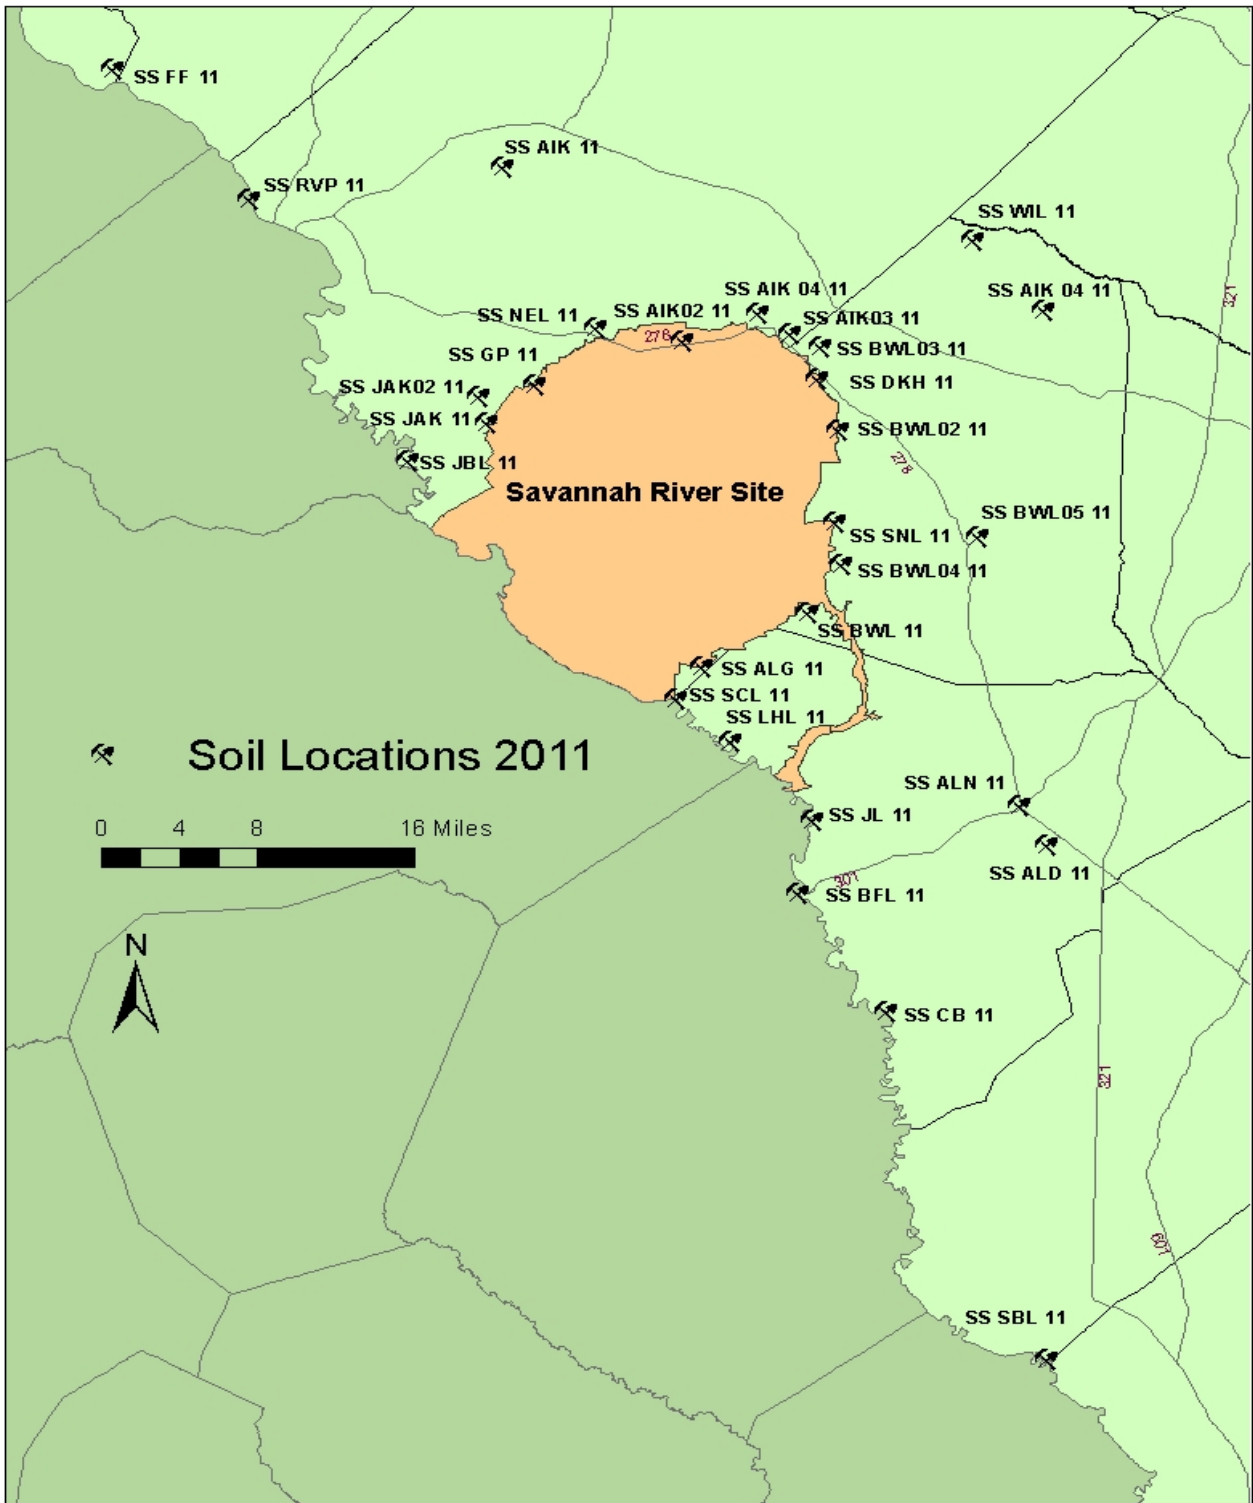 SS FF 11
SS AIK 11
SS RVP 11
SS WIL 11
SS AIK 04 11
SS AIK 04 11
321
SS NEL 11
SS AIK02 11
SS AIK03 11
278
SS BWL03 11
SS GP 11
SS DKH 11
SS JAK02 11
SS JAK 11
SS BWL02 11
SS JBL 11
278
Savannah River Site
SS BWL05 11
SS SNL 11
SS BWL04 11
SS BWL 11
SS ALG 11
SS SCL 11
SS LHL 11
Soil Locations 2011
SS ALN 11
0 4 8 16 Miles
SS JL 11
SS ALD 11
301
SS BFL 11
N
SS CB 11
321
601
SS SBL 11